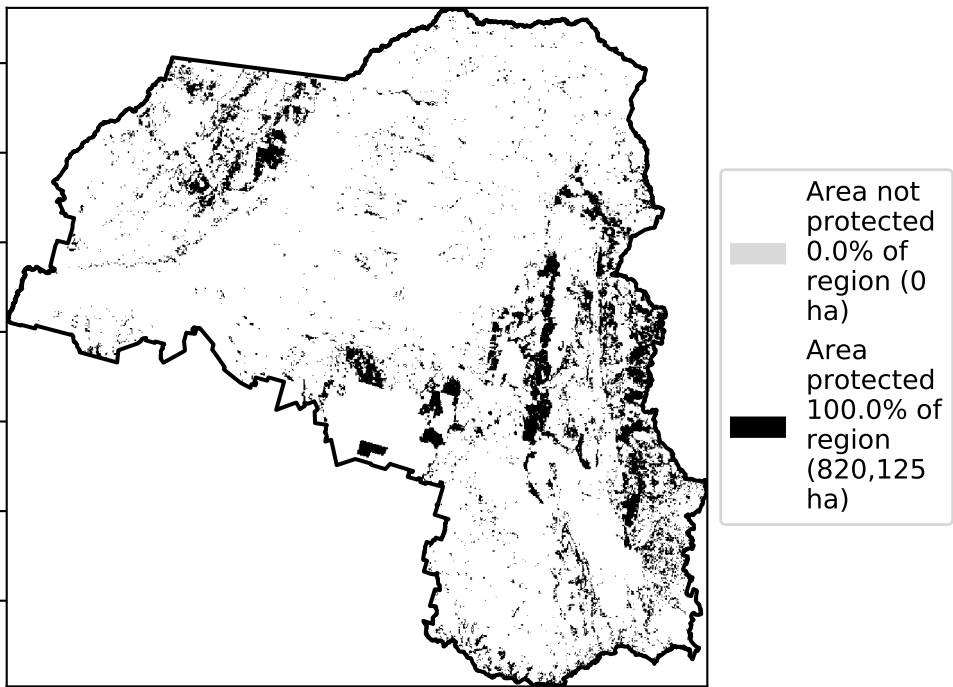 Area not
protected
0.0% of
region (0
ha)
Area
protected
100.0% of
region
(820,125
ha)